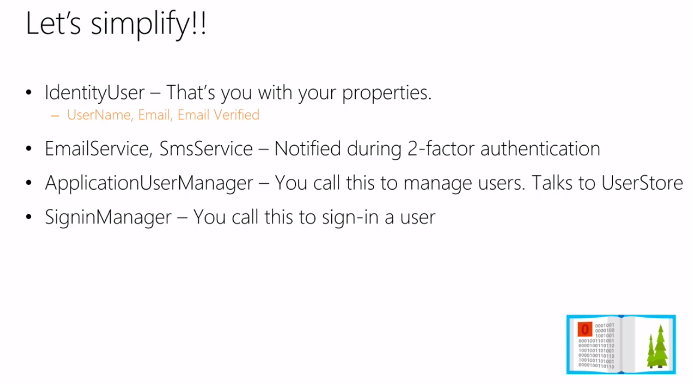 Let's simplify!!
• IdentityUser – That's you with your properties.
– UserName, Email, Email Verified
• EmailService, SmsService – Notified during 2-factor authentication
• ApplicationUserManager – You call this to manage users. Talks to UserStore
• SigninManager – You call this to sign-in a user
0